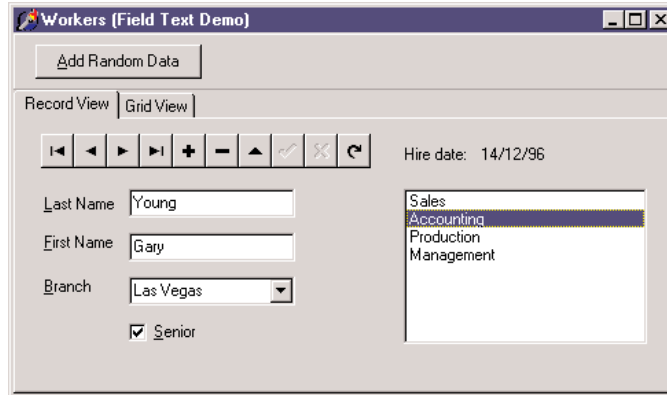 Workers (Field Text Demo)
Add Random Data
Record View Grid View
Hire date: 14/12/96
Last Name Young
First Name Gary
Branch Las Vegas
Senior
Sales
Accounting
Production
Management